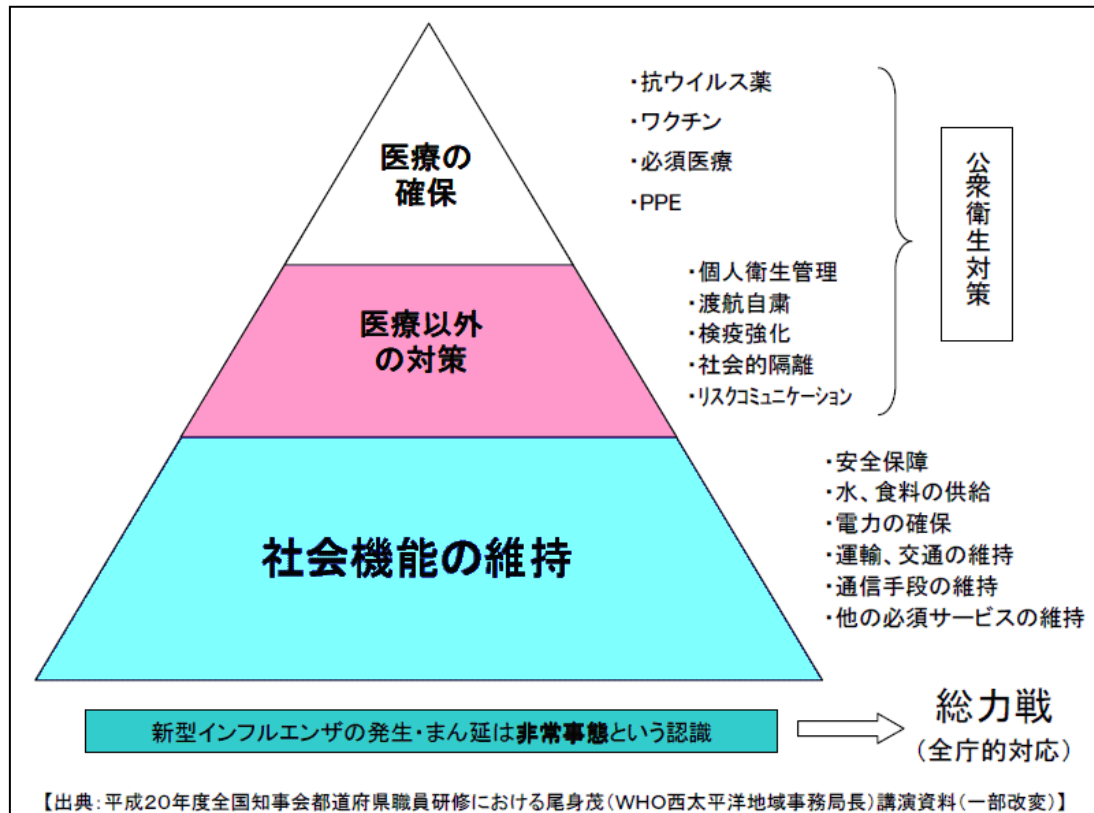 医療の
確保
・抗ウイルス薬
・ワクチン
・必須医療
・PPE
医療以外
の対策
・個人衛生管理
・渡航自粛
・検疫強化
・社会的隔離
・リスクコミュニケーション
公衆衛生対策
社会機能の維持
・安全保障
・水、食料の供給
・電力の確保
・運輸、交通の維持
・通信手段の維持
・他の必須サービスの維持
新型インフルエンザの発生・まん延は非常事態という認識
総力戦
(全庁的対応)
【出典:平成20年度全国知事会都道府県職員研修における尾身茂(WHO西太平洋地域事務局長)講演資料(一部改変)】